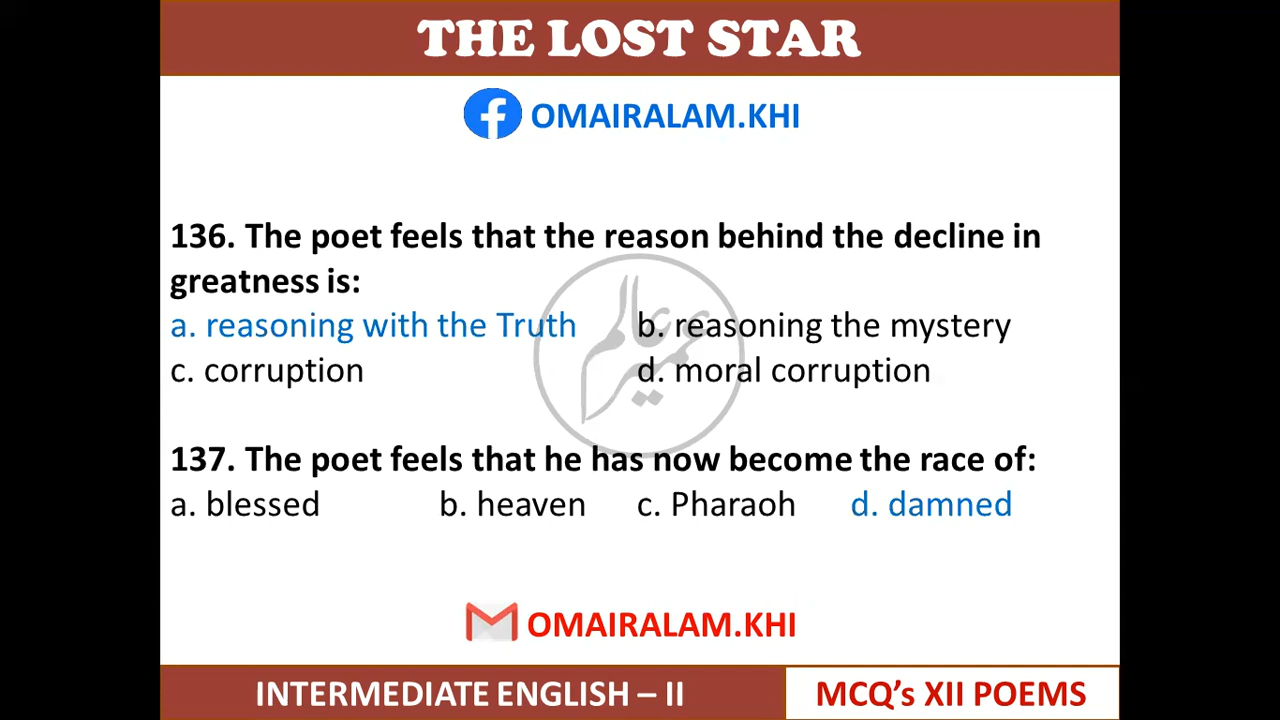 THE LOST STAR
OMAIRALAM.KHI
136. The poet feels that the reason behind the decline in
greatness is:
a. reasoning with the Truth b. reasoning the mystery
c. corruption d. moral corruption
عمیر عالم
137. The poet feels that he has now become the race of:
a. blessed b. heaven c. Pharaoh d. damned
OMAIRALAM.KHI
INTERMEDIATE ENGLISH – II MCQ’s XII POEMS